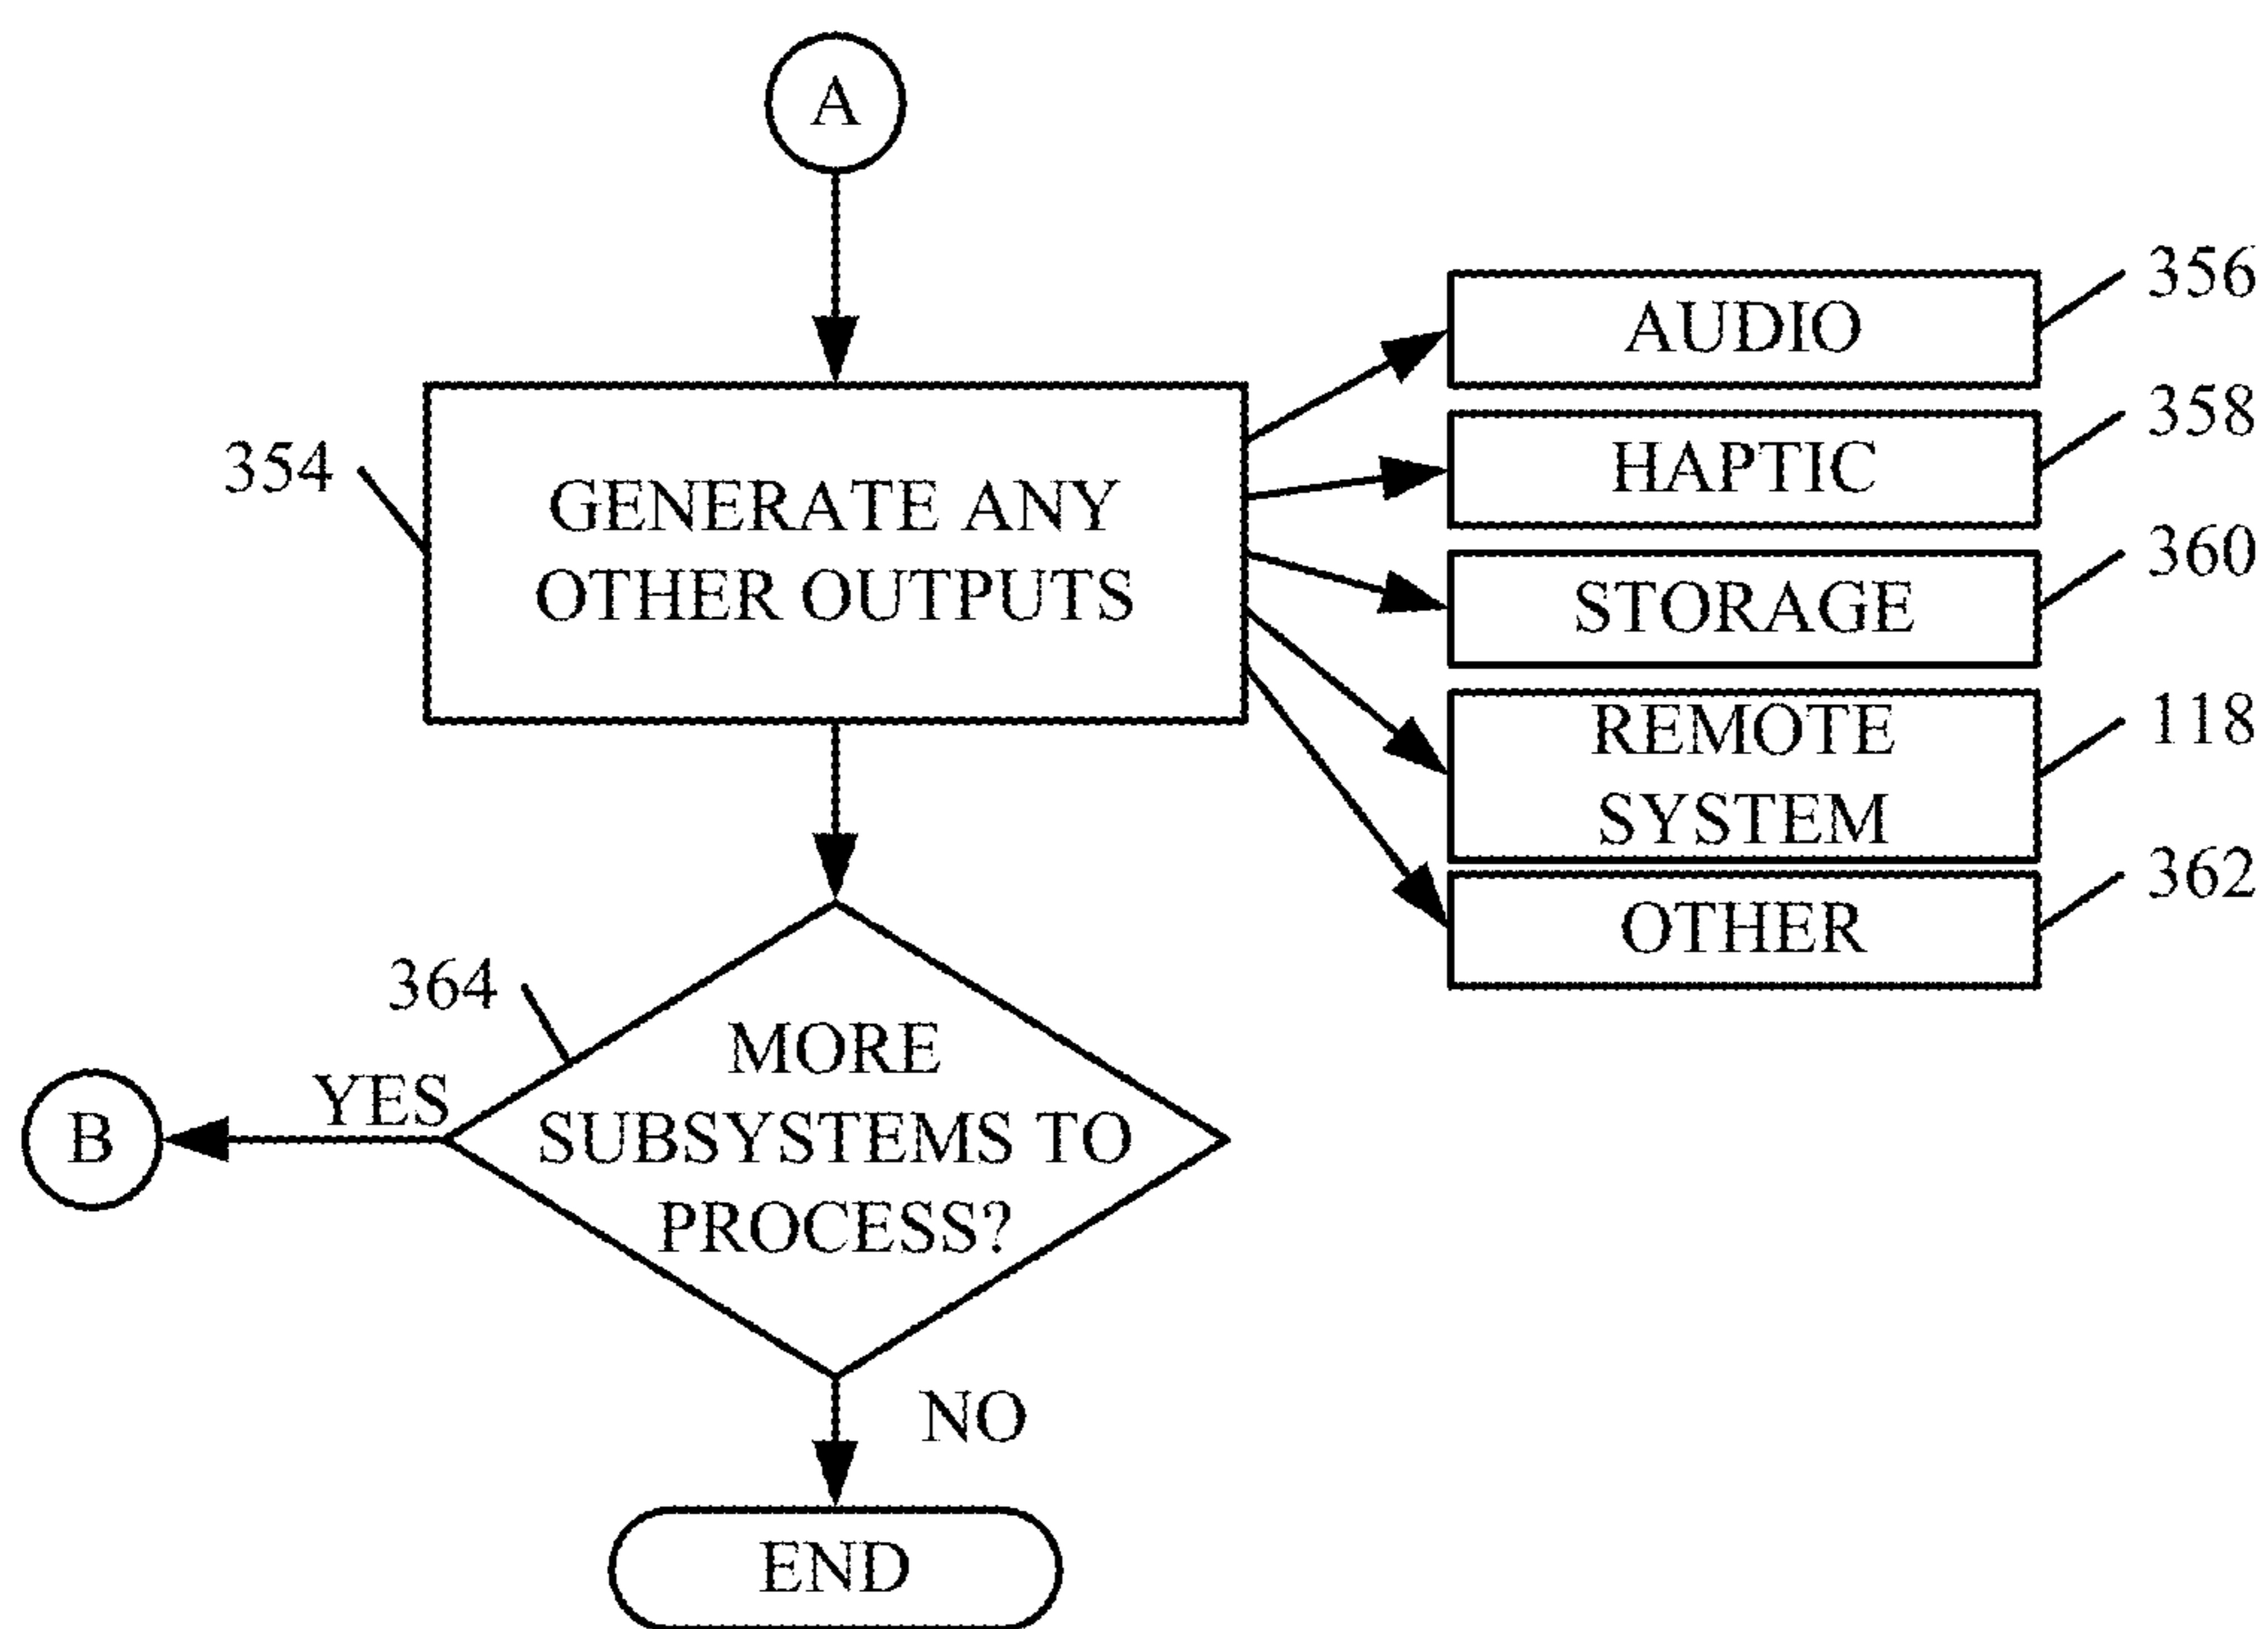 A
354
GENERATE ANY
OTHER OUTPUTS
AUDIO
356
HAPTIC
358
STORAGE
360
REMOTE
SYSTEM
118
OTHER
362
364
MORE
SUBSYSTEMS TO
PROCESS?
YES
B
NO
END